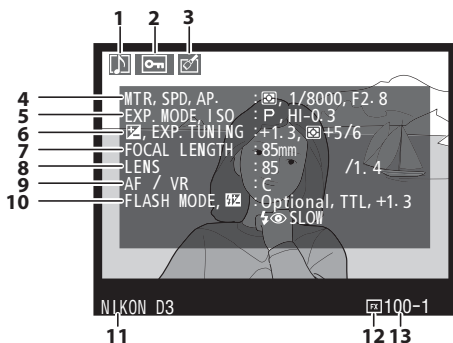 1 2 3
4 MTR, SPD, AP. : , 1/8000, F2.8
5 EXP. MODE, ISO : P, HI-0.3
6 , EXP. TUNING : +1.3, +5/6
7 FOCAL LENGTH : 85mm
8 LENS : 85 /1.4
9 AF / VR : C
10 FLASH MODE, : Optional, TTL, +1.3
SLOW
NIKON D3 FX 100-1
11 12 13